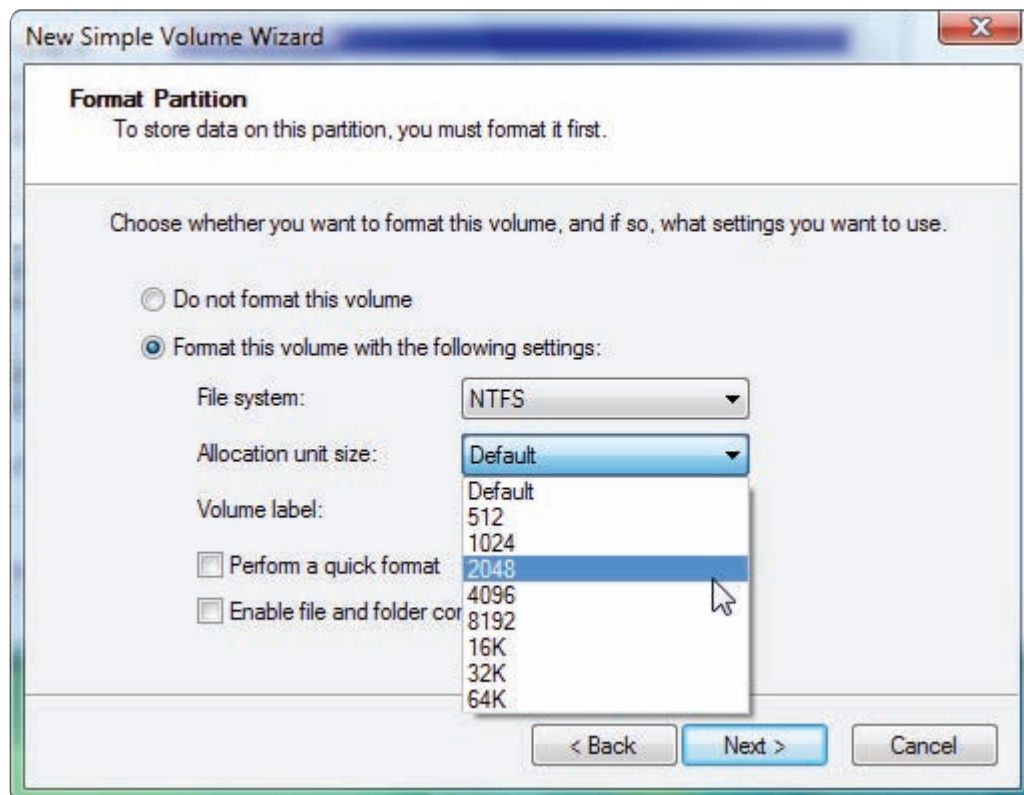 New Simple Volume Wizard
Format Partition
To store data on this partition, you must format it first.
Choose whether you want to format this volume, and if so, what settings you want to use.
Do not format this volume
Format this volume with the following settings:
File system: NTFS
Allocation unit size: Default
Default
Volume label:
512
1024
Perform a quick format 2048
4096
Enable file and folder
8192
16K
32K
64K
< Back Next > Cancel